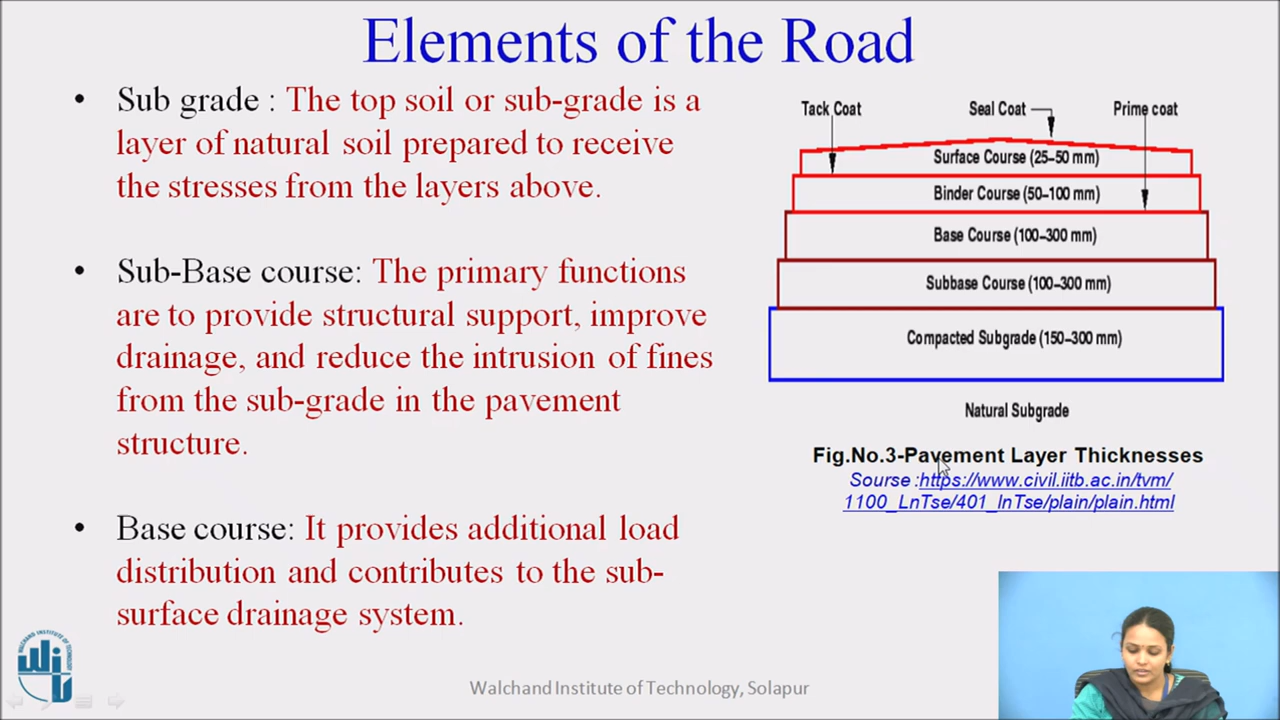 Elements of the Road
• Sub grade : The top soil or sub-grade is a
layer of natural soil prepared to receive
the stresses from the layers above.
• Sub-Base course: The primary functions
are to provide structural support, improve
drainage, and reduce the intrusion of fines
from the sub-grade in the pavement
structure.
• Base course: It provides additional load
distribution and contributes to the sub-
surface drainage system.
Tack Coat Seal Coat Prime coat
Surface Course (25–50 mm)
Binder Course (50–100 mm)
Base Course (100–300 mm)
Subbase Course (100–300 mm)
Compacted Subgrade (150–300 mm)
Natural Subgrade
Fig.No.3-Pavement Layer Thicknesses
Sourse :https://www.civil.iitb.ac.in/tvm/
1100_LnTse/401_lnTse/plain/plain.html
WALCHAND INSTITUTE OF TECHNOLOGY
WIT
Walchand Institute of Technology, Solapur